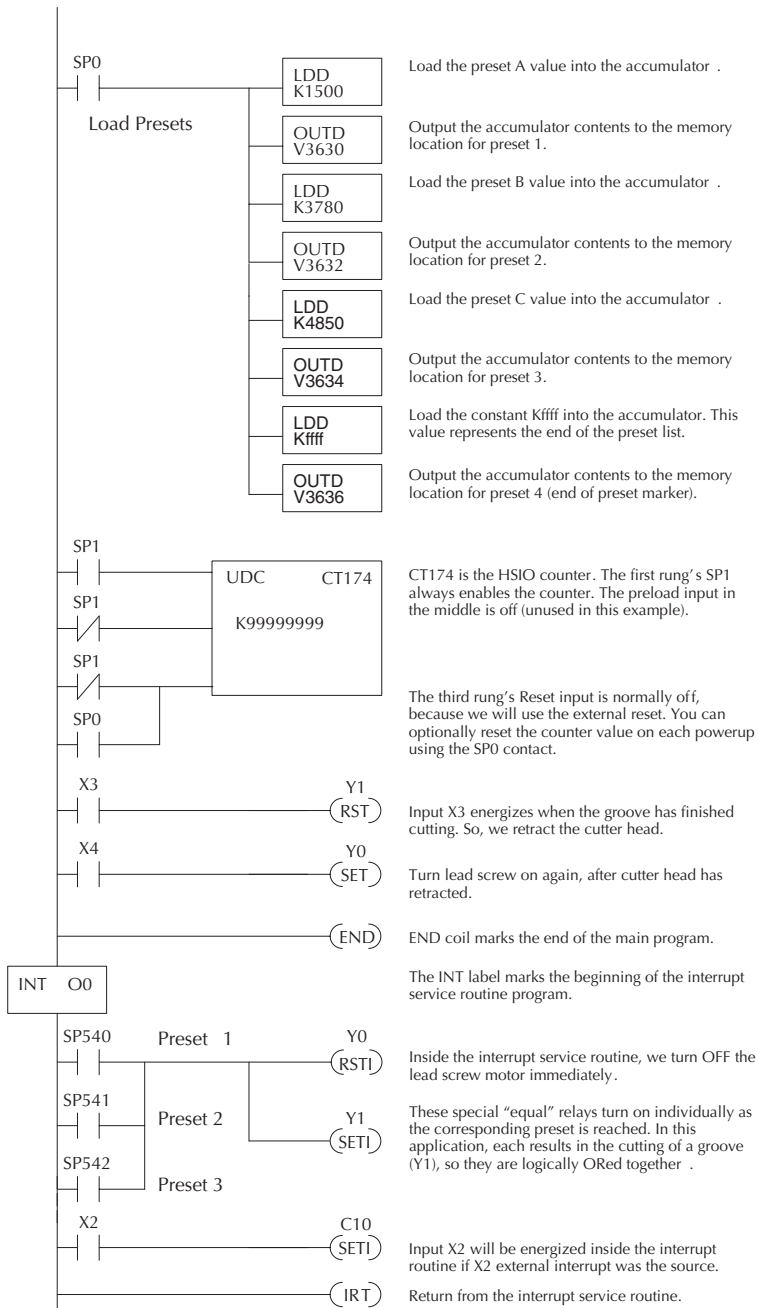 SP0
LDD
K1500
Load the preset A value into the accumulator .
Load Presets
OUTD
V3630
Output the accumulator contents to the memory
location for preset 1.
LDD
K3780
Load the preset B value into the accumulator .
OUTD
V3632
Output the accumulator contents to the memory
location for preset 2.
LDD
K4850
Load the preset C value into the accumulator .
OUTD
V3634
Output the accumulator contents to the memory
location for preset 3.
LDD
Kffff
Load the constant Kffff into the accumulator. This
value represents the end of the preset list.
OUTD
V3636
Output the accumulator contents to the memory
location for preset 4 (end of preset marker).
SP1
UDC CT174
SP1
K99999999
CT174 is the HSIO counter. The first rung's SP1
always enables the counter. The preload input in
the middle is off (unused in this example).
SP1
SP0
The third rung's Reset input is normally off,
because we will use the external reset. You can
optionally reset the counter value on each powerup
using the SP0 contact.
X3
Y1
RST
Input X3 energizes when the groove has finished
cutting. So, we retract the cutter head.
X4
Y0
SET
Turn lead screw on again, after cutter head has
retracted.
END
END coil marks the end of the main program.
INT O0
The INT label marks the beginning of the interrupt
service routine program.
SP540
Preset 1
Y0
RSTI
Inside the interrupt service routine, we turn OFF the
lead screw motor immediately.
SP541
Preset 2
Y1
SETI
These special “equal” relays turn on individually as
the corresponding preset is reached. In this
application, each results in the cutting of a groove
(Y1), so they are logically ORed together .
SP542
Preset 3
X2
C10
SETI
Input X2 will be energized inside the interrupt
routine if X2 external interrupt was the source.
IRT
Return from the interrupt service routine.